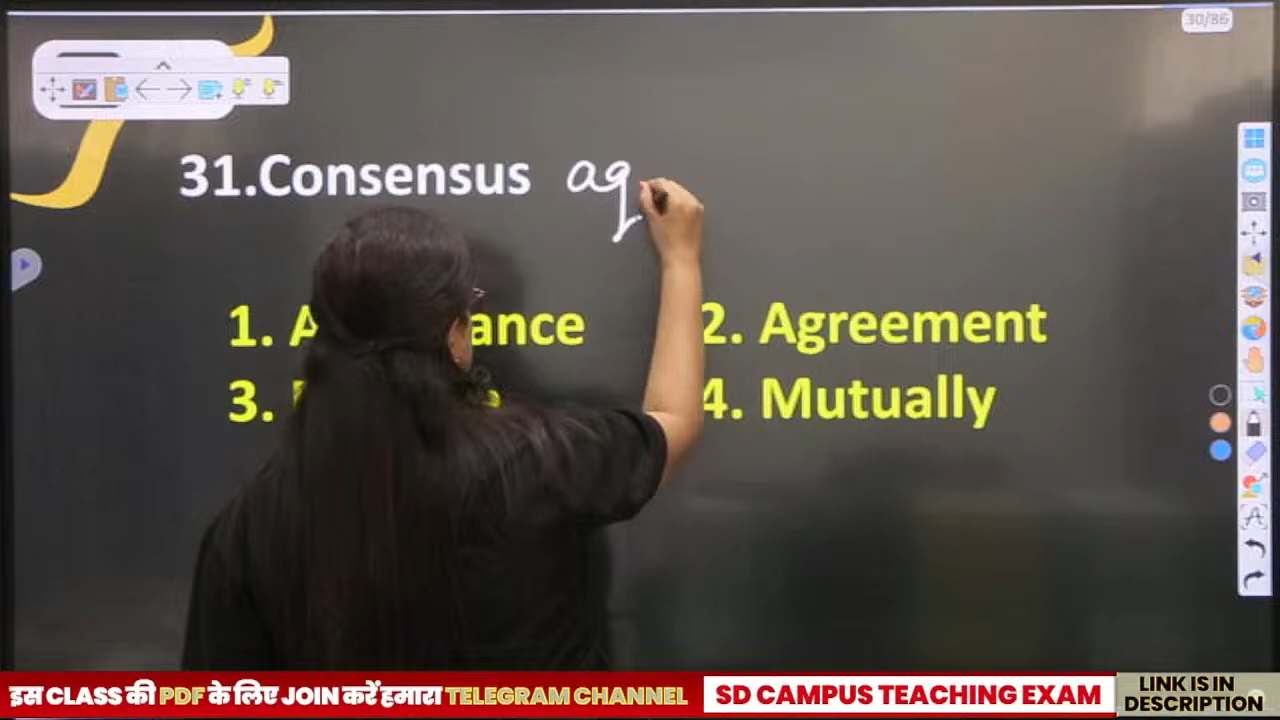 30/86
31.Consensus ag
1. 2. Agreement
3. 4. Mutually
इस CLASS की PDF के लिए JOIN करें हमारा TELEGRAM CHANNEL SD CAMPUS TEACHING EXAM LINK IS IN
DESCRIPTION